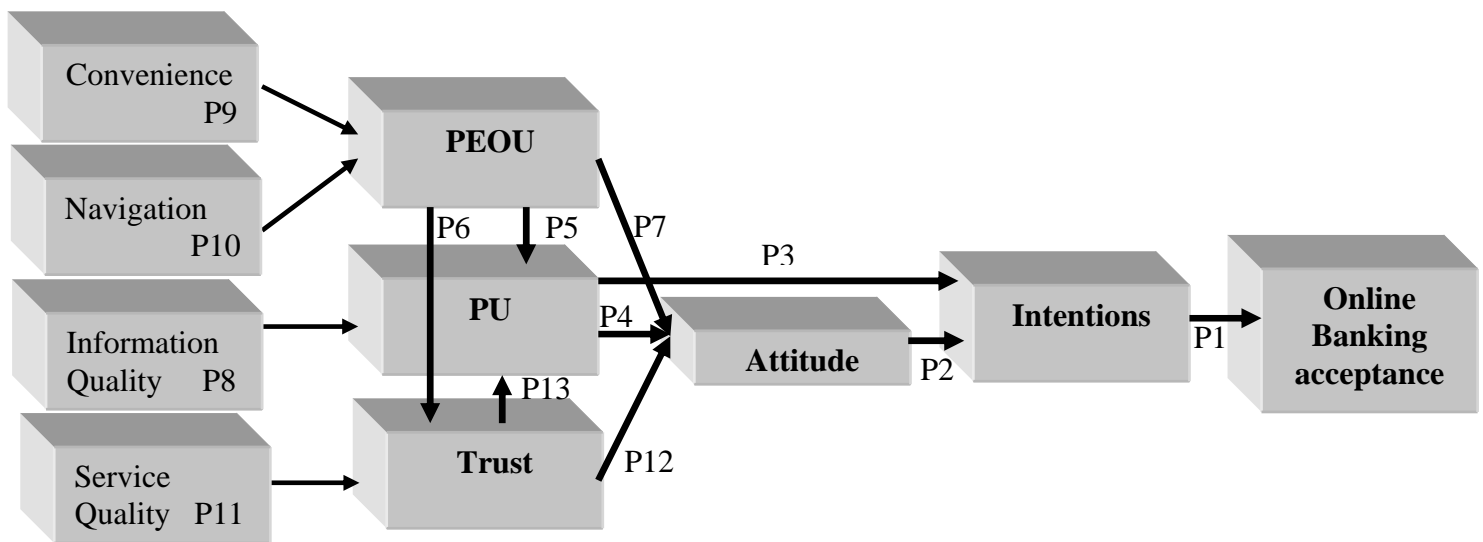 Convenience
P9
Navigation
P10
Information
Quality P8
Service
Quality P11
PEOU
P6
P5
P7
PU
P3
P4
P13
Trust
P12
Attitude
P2
Intentions
P1
Online
Banking
acceptance